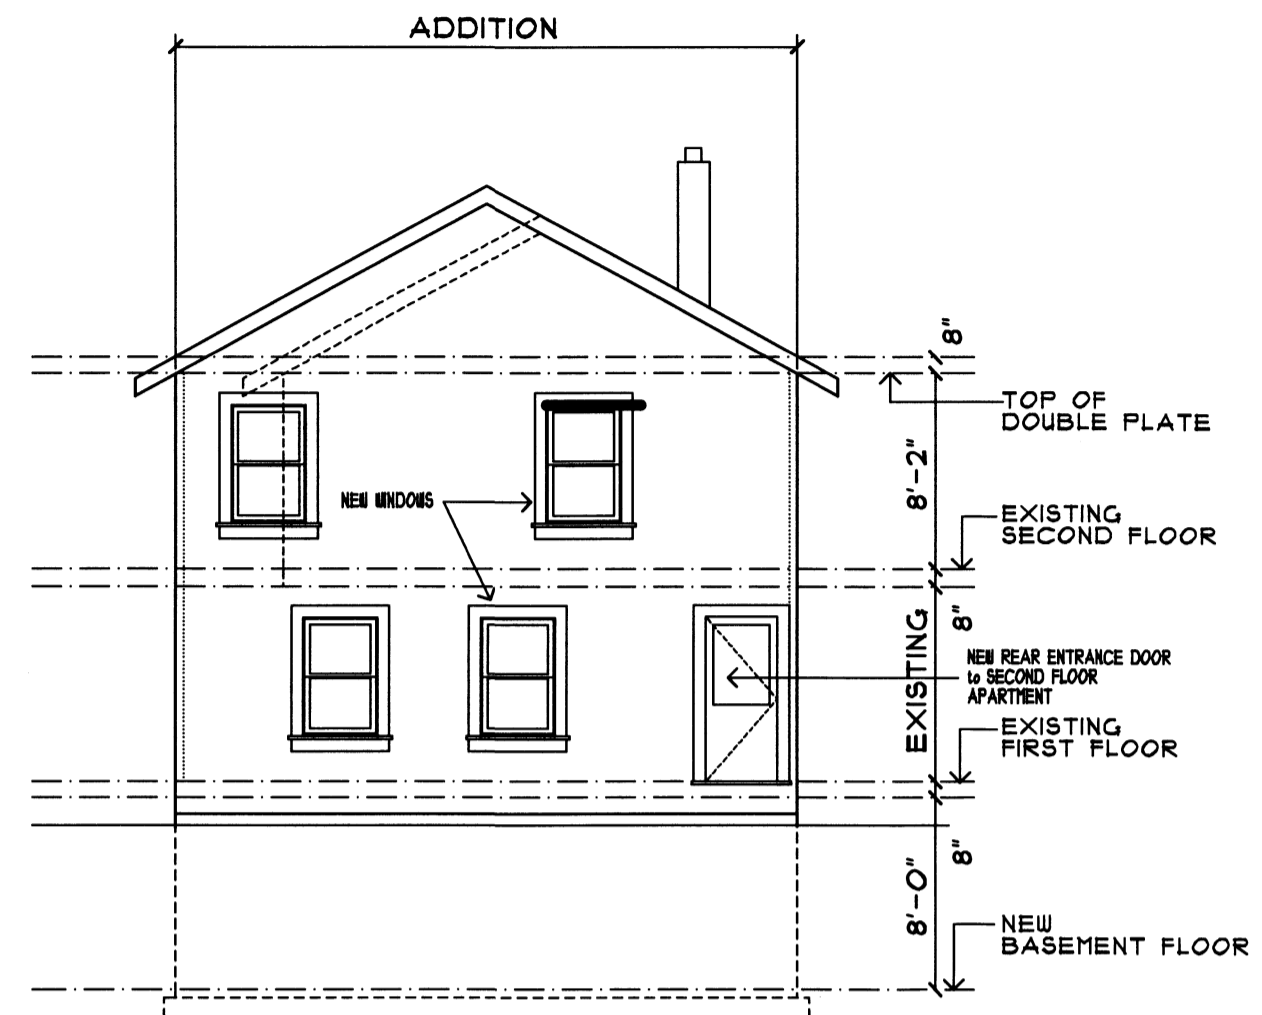 ADDITION
8"
TOP OF
DOUBLE PLATE
8'-2"
NEW WINDOWS
EXISTING
SECOND FLOOR
8"
EXISTING
NEW REAR ENTRANCE DOOR
to SECOND FLOOR
APARTMENT
EXISTING
FIRST FLOOR
8"
8'-0"
NEW
BASEMENT FLOOR